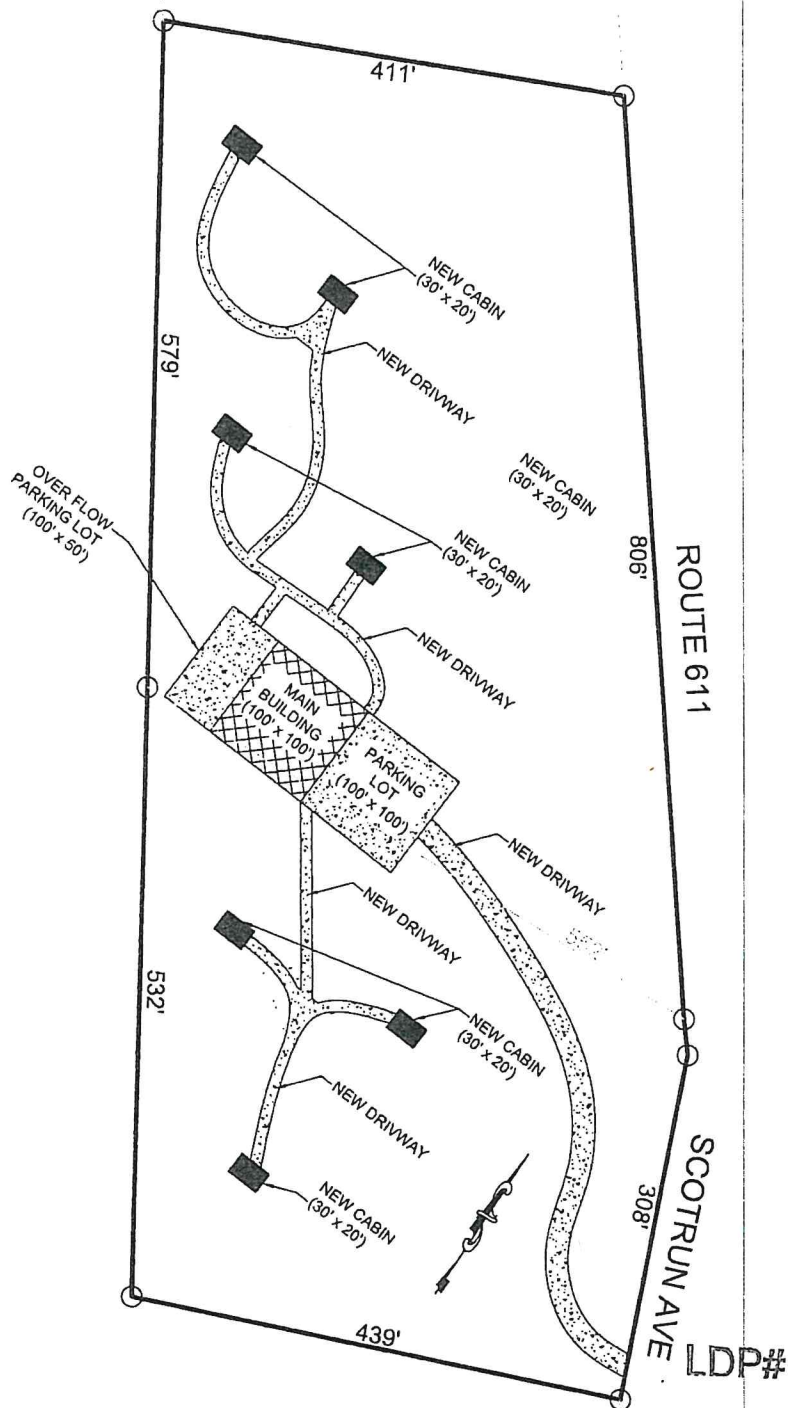 411'
NEW CABIN
(30' x 20')
579'
NEW DRIVWAY
NEW CABIN
(30' x 20')
OVER FLOW
PARKING LOT
(100' x 50')
806'
ROUTE 611
NEW CABIN
(30' x 20')
NEW DRIVWAY
MAIN
BUILDING
(100' x 100')
PARKING
LOT
(100' x 100')
NEW DRIVWAY
NEW DRIVWAY
532'
NEW CABIN
(30' x 20')
NEW DRIVWAY
NEW CABIN
(30' x 20')
308'
SCOTRUN AVE
439'
LDP#